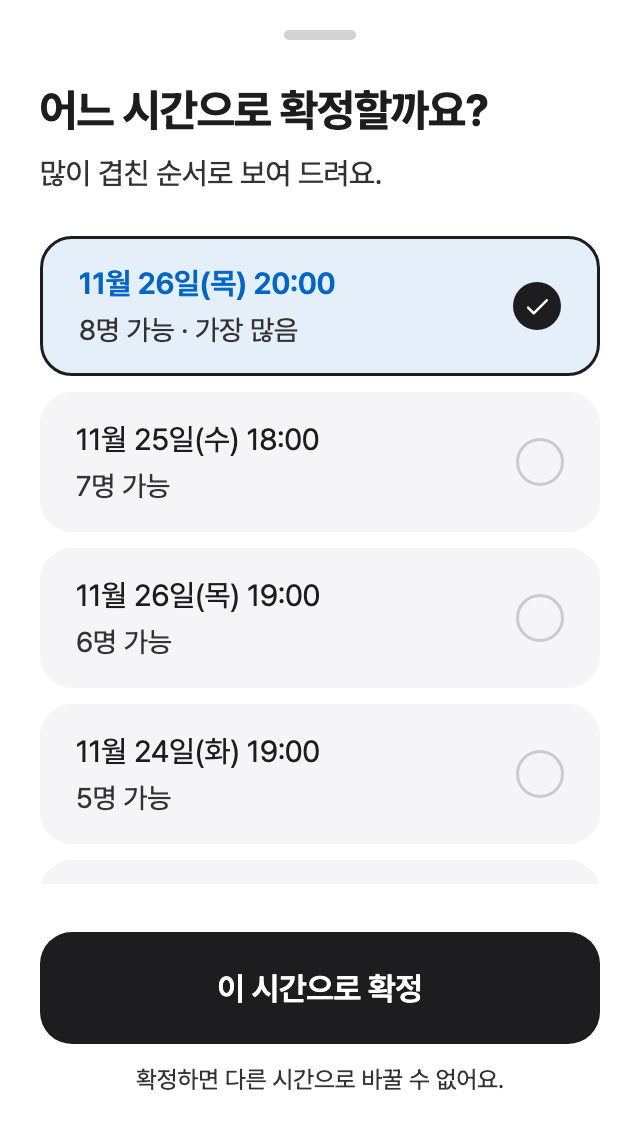 어느 시간으로 확정할까요?
많이 겹친 순서로 보여 드려요.
11월 26일(목) 20:00
8명 가능 · 가장 많음
11월 25일(수) 18:00
7명 가능
11월 26일(목) 19:00
6명 가능
11월 24일(화) 19:00
5명 가능
이 시간으로 확정
확정하면 다른 시간으로 바꿀 수 없어요.